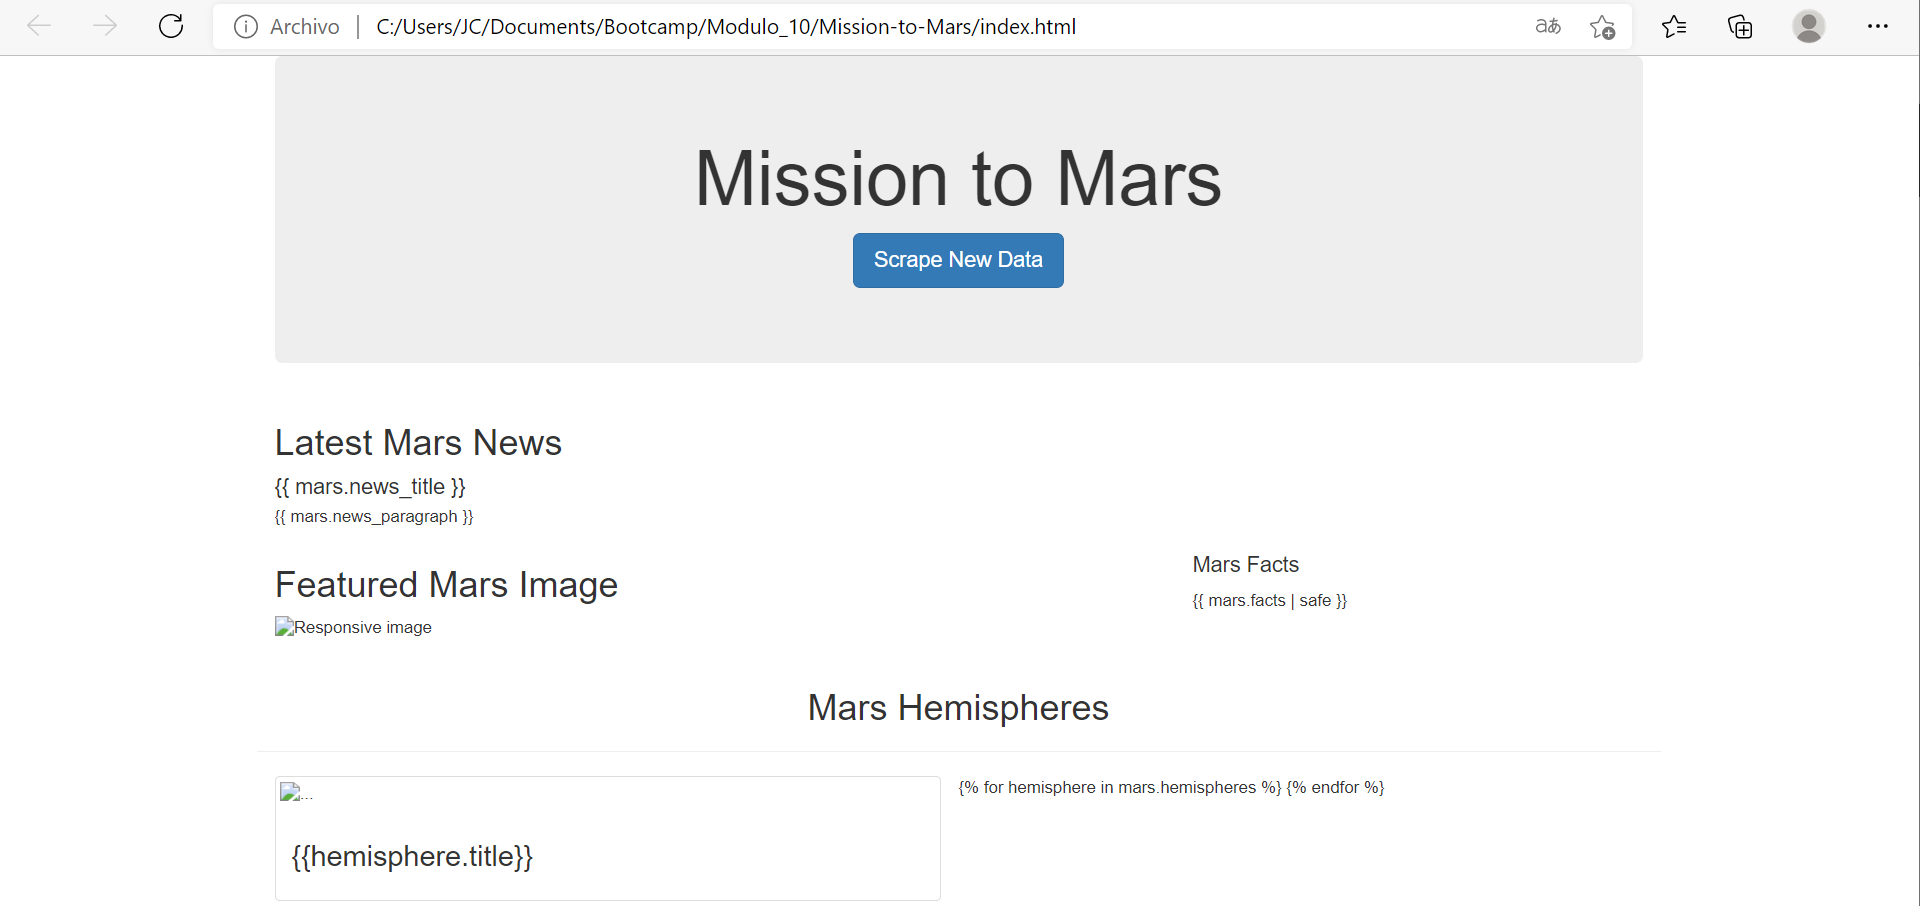 Archivo | C:/Users/JC/Documents/Bootcamp/Modulo_10/Mission-to-Mars/index.html aあ
Mission to Mars
Scrape New Data
Latest Mars News
{{ mars.news_title }}
{{ mars.news_paragraph }}
Featured Mars Image
Responsive image
Mars Facts
{{ mars.facts | safe }}
Mars Hemispheres
...
{{hemisphere.title}}
{% for hemisphere in mars.hemispheres %} {% endfor %}